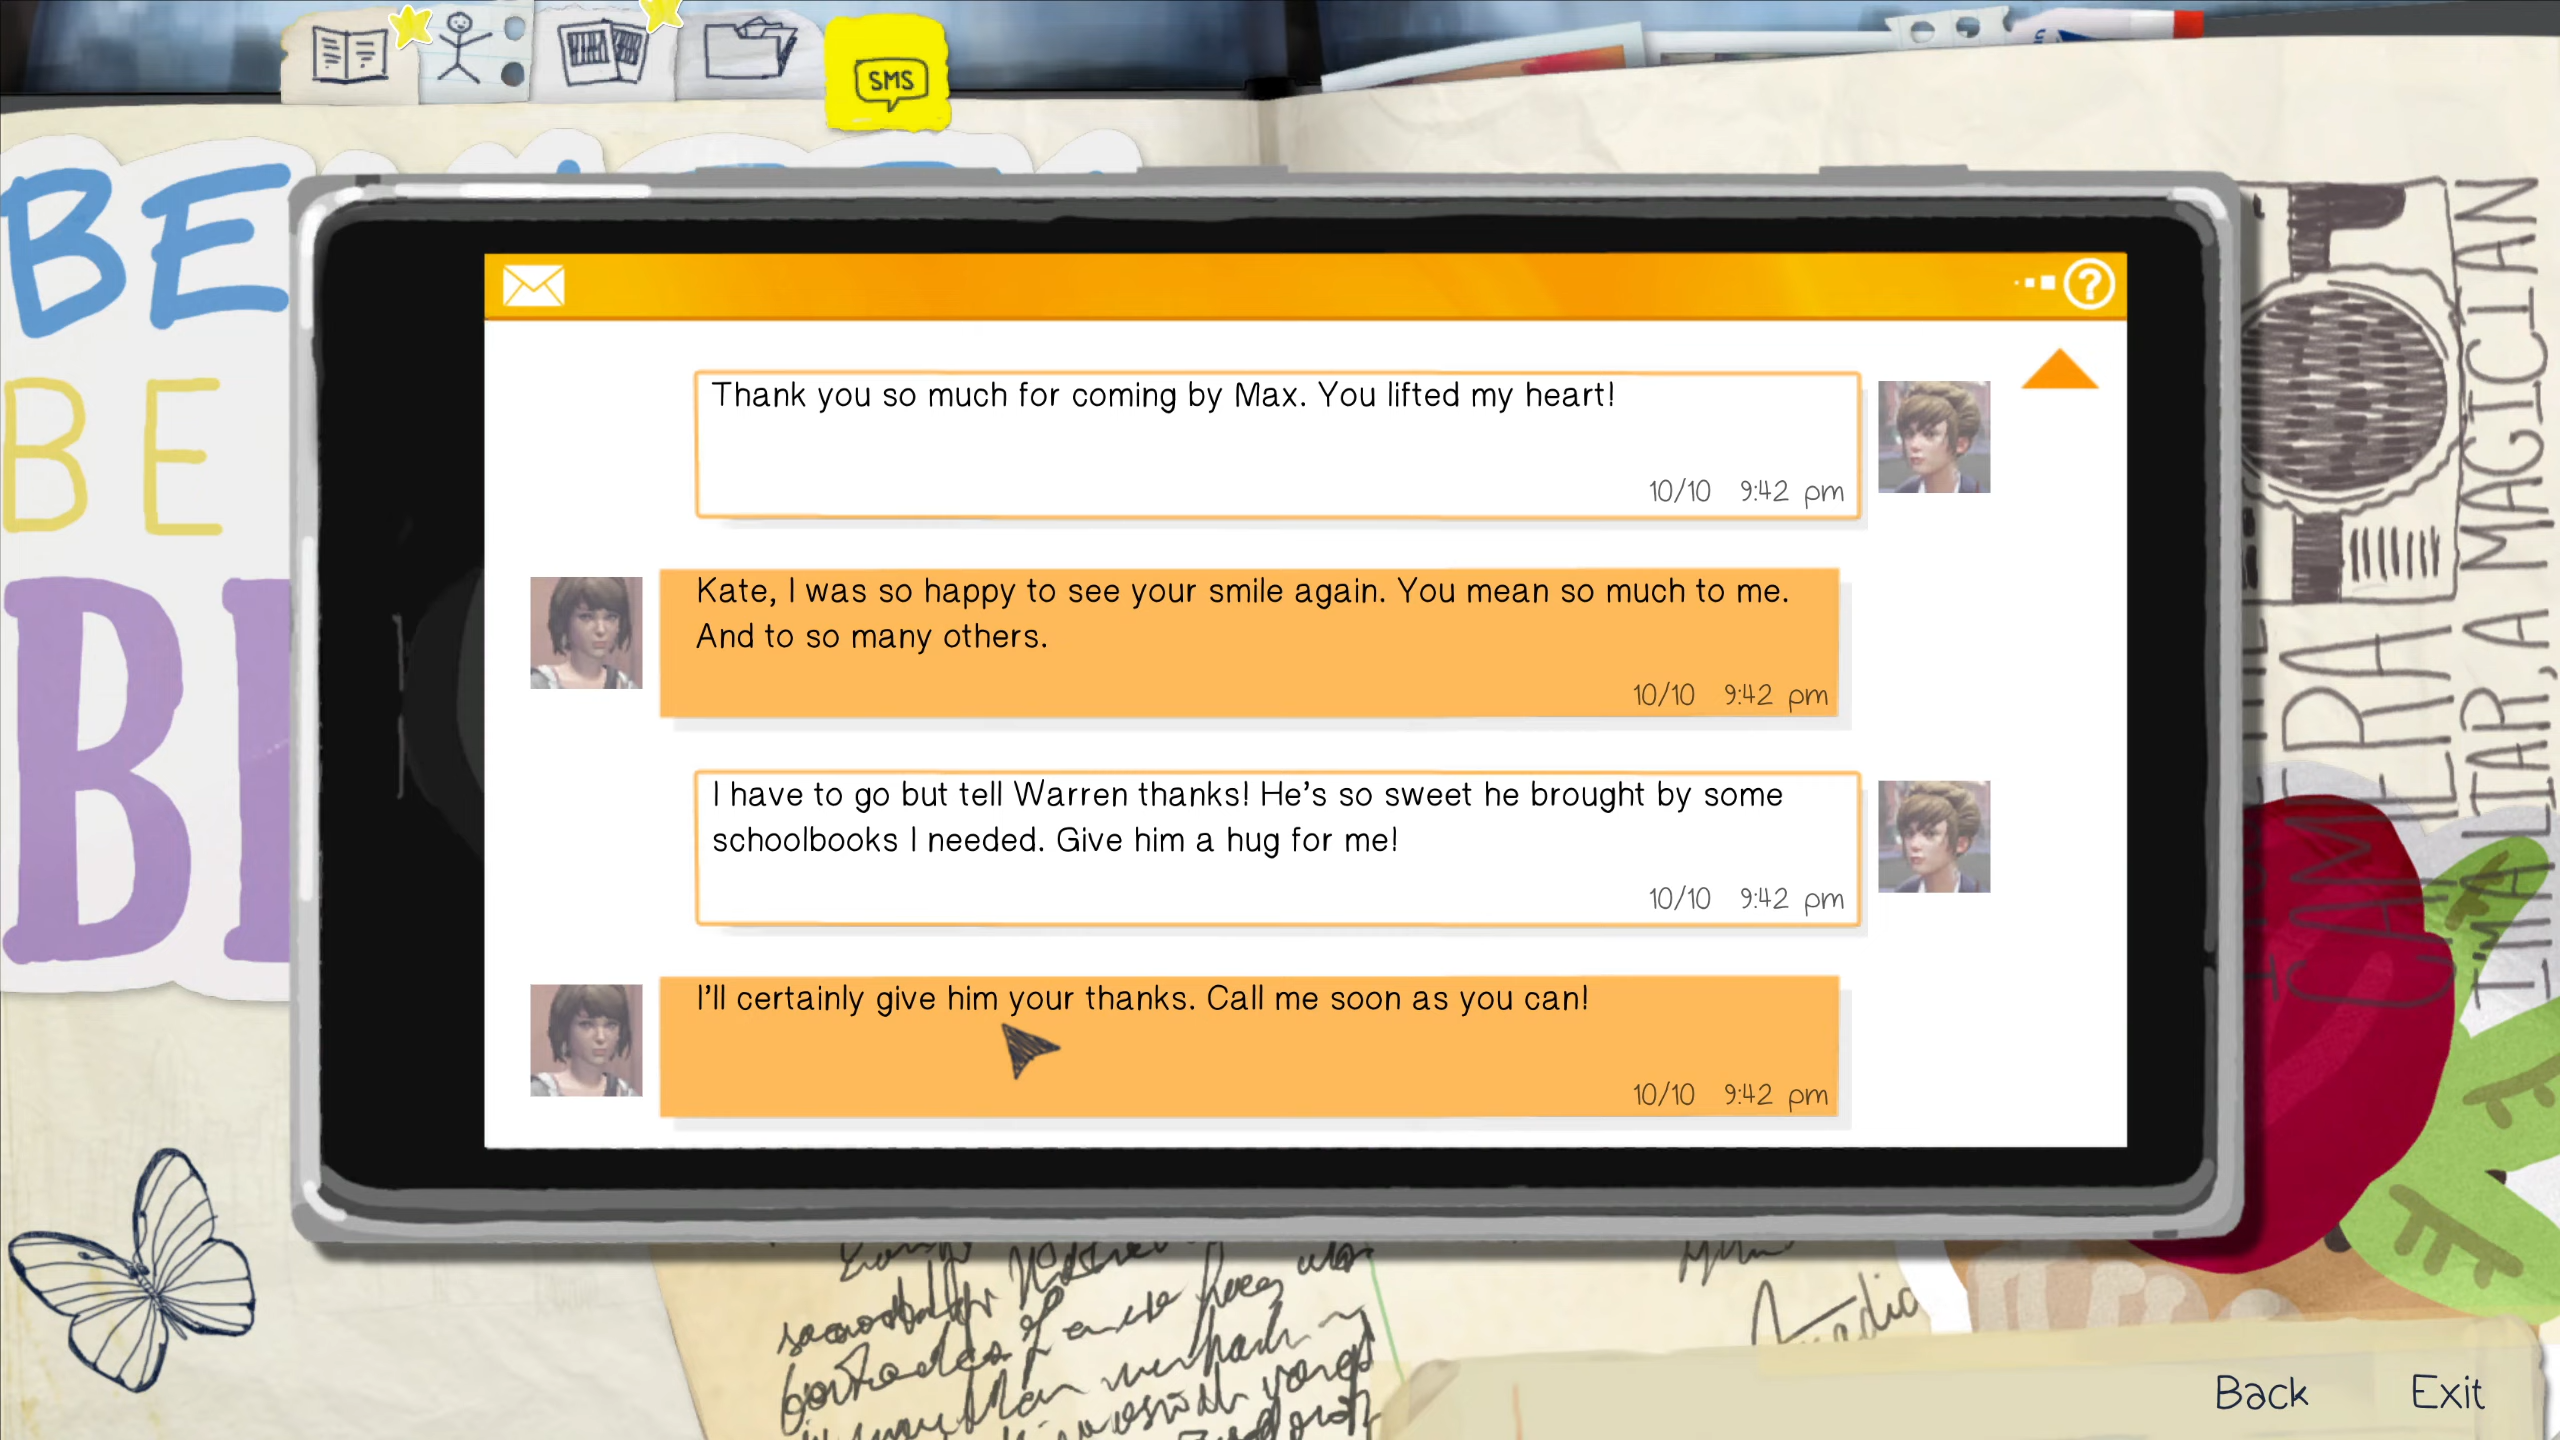 SMS
BE
BE
Thank you so much for coming by Max. You lifted my heart!
10/10 9:42 pm
Kate, I was so happy to see your smile again. You mean so much to me.
And to so many others.
10/10 9:42 pm
I have to go but tell Warren thanks! He's so sweet he brought by some
schoolbooks I needed. Give him a hug for me!
10/10 9:42 pm
I'll certainly give him your thanks. Call me soon as you can!
10/10 9:42 pm
CAMERA
I'M A LIAR, A MAGICIAN
Back
Exit